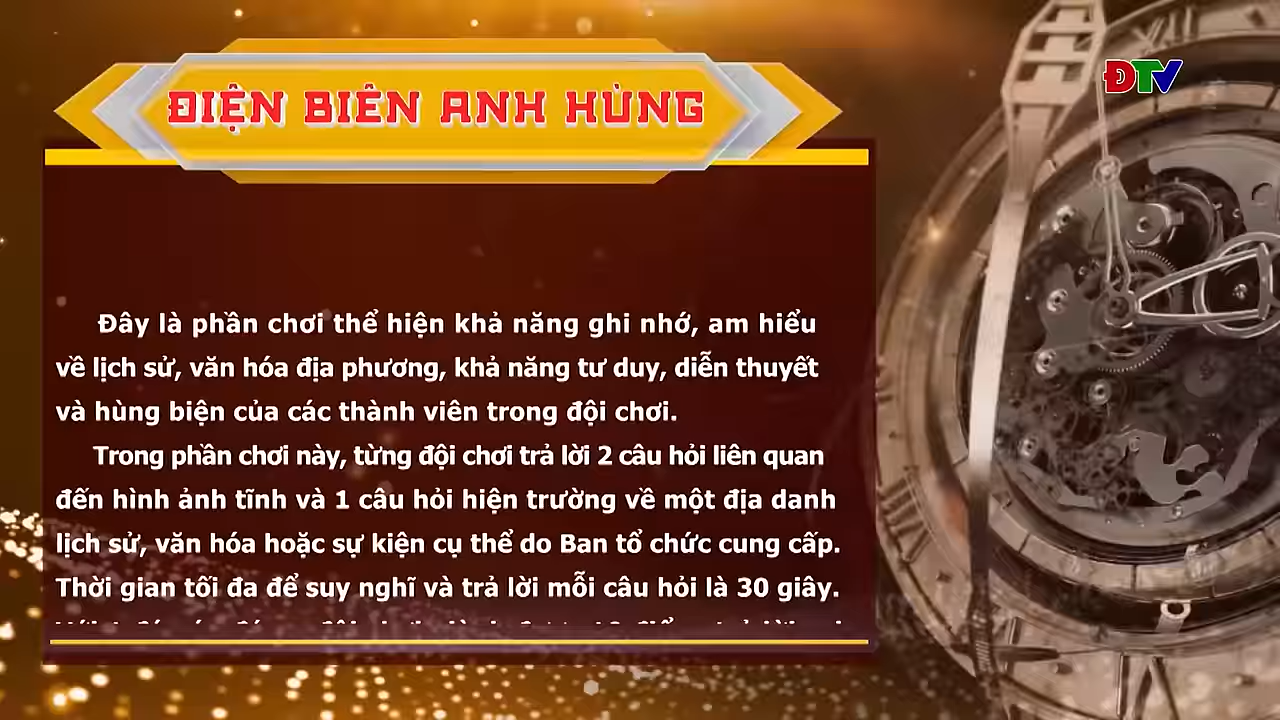 ĐTV
ĐIỆN BIÊN ANH HÙNG
Đây là phần chơi thể hiện khả năng ghi nhớ, am hiểu
về lịch sử, văn hóa địa phương, khả năng tư duy, diễn thuyết
và hùng biện của các thành viên trong đội chơi.
Trong phần chơi này, từng đội chơi trả lời 2 câu hỏi liên quan
đến hình ảnh tĩnh và 1 câu hỏi hiện trường về một địa danh
lịch sử, văn hóa hoặc sự kiện cụ thể do Ban tổ chức cung cấp.
Thời gian tối đa để suy nghĩ và trả lời mỗi câu hỏi là 30 giây.